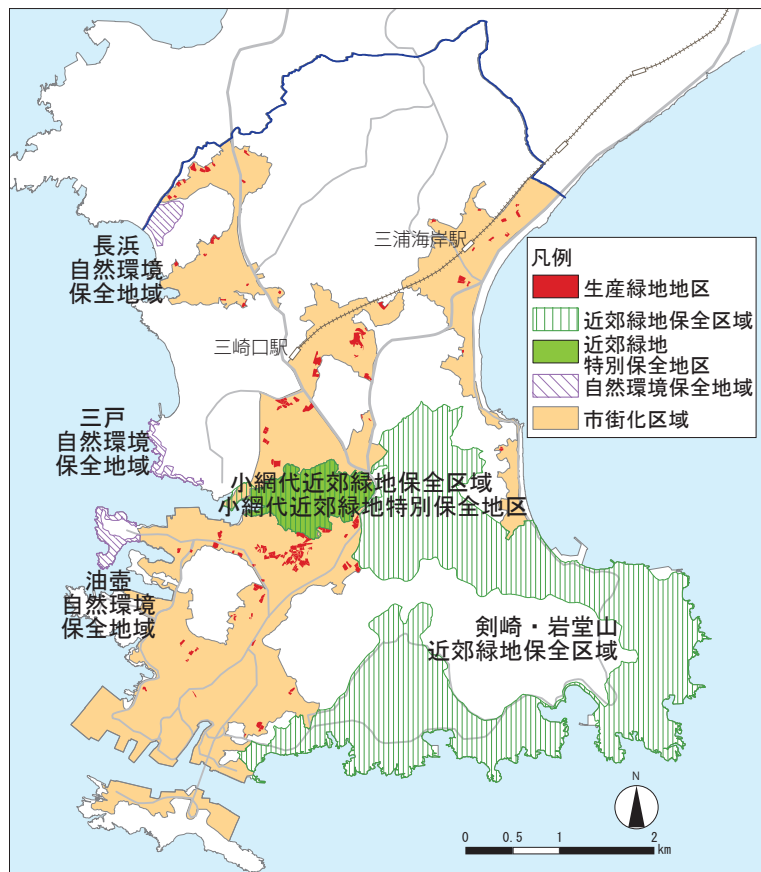 三浦海岸駅
長浜
自然環境
保全地域
凡例
生産緑地地区
近郊緑地保全区域
近郊緑地
特別保全地区
自然環境保全地域
市街化区域
三崎口駅
三戸
自然環境
保全地域
小網代近郊緑地保全区域
小網代近郊緑地特別保全地区
油壺
自然環境
保全地域
剣崎・岩堂山
近郊緑地保全区域
N
0 0.5 1 2
km